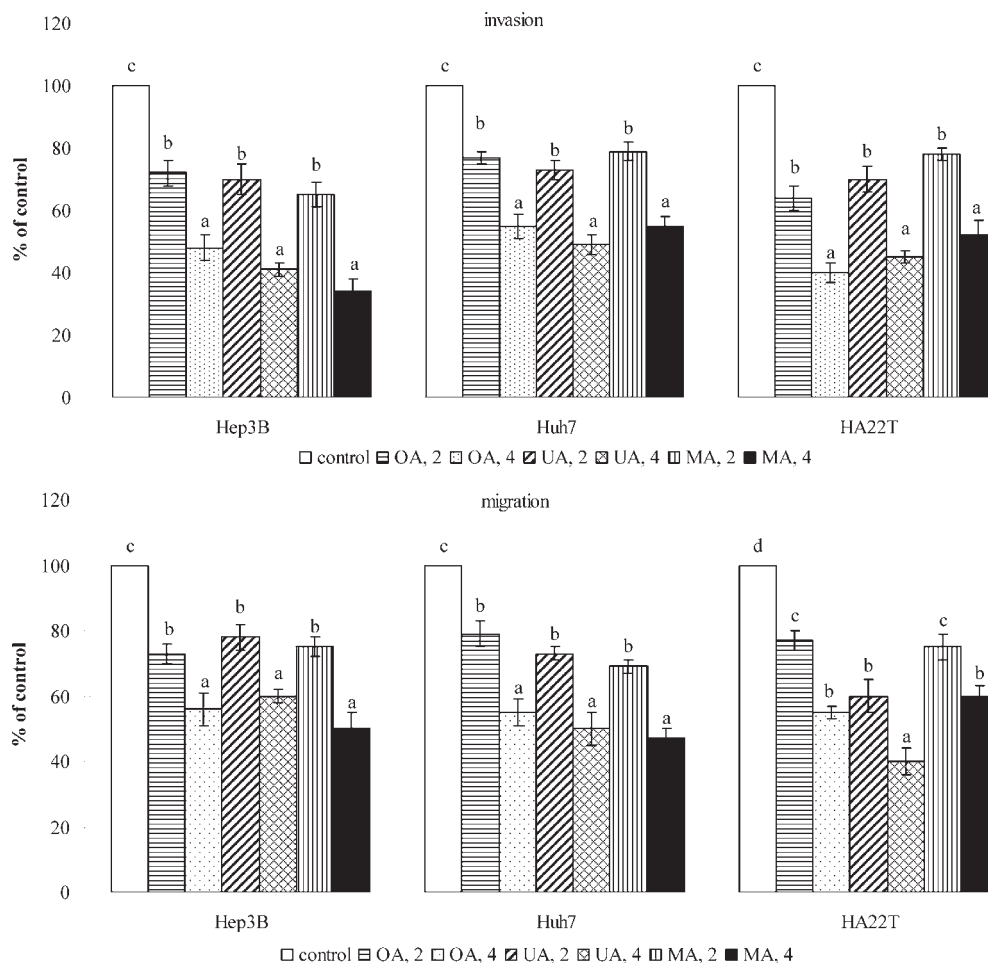 invasion
120
100
80
60
40
20
0
% of control
c b a b a b a
c b a b a b a
c b a b a b a
Hep3B Huh7 HA22T
control OA, 2 OA, 4 UA, 2 UA, 4 MA, 2 MA, 4
migration
120
100
80
60
40
20
0
% of control
c b a b a b a
c b a b a b a
d c b b a c b
Hep3B Huh7 HA22T
control OA, 2 OA, 4 UA, 2 UA, 4 MA, 2 MA, 4